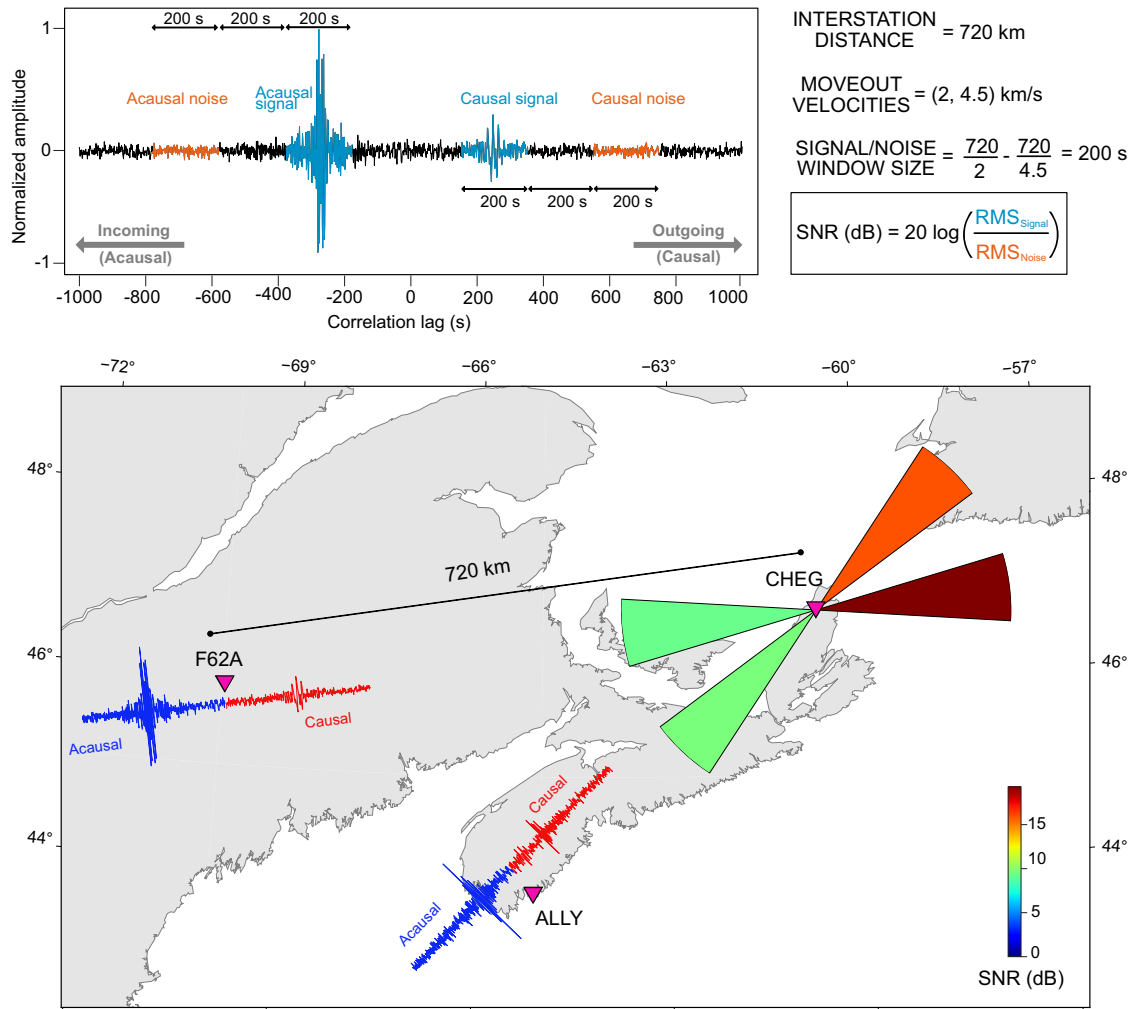 200 s 200 s 200 s
1
0
-1
Normalized amplitude
Acausal noise
Acausal
signal
Causal signal
Causal noise
200 s 200 s 200 s
Incoming
(Acausal)
Outgoing
(Causal)
-1000 -800 -600 -400 -200 0 200 400 600 800 1000
Correlation lag (s)
INTERSTATION
DISTANCE = 720 km
MOVEOUT
VELOCITIES = (2, 4.5) km/s
SIGNAL/NOISE
WINDOW SIZE = 720/2 - 720/4.5 = 200 s
SNR (dB) = 20 log(RMS_Signal/RMS_Noise)
−72° −69° −66° −63° −60° −57°
48° 48°
46° 46°
44° 44°
720 km
CHEG
F62A
Acausal
Causal
Causal
Acausal
ALLY
15
10
5
0
SNR (dB)